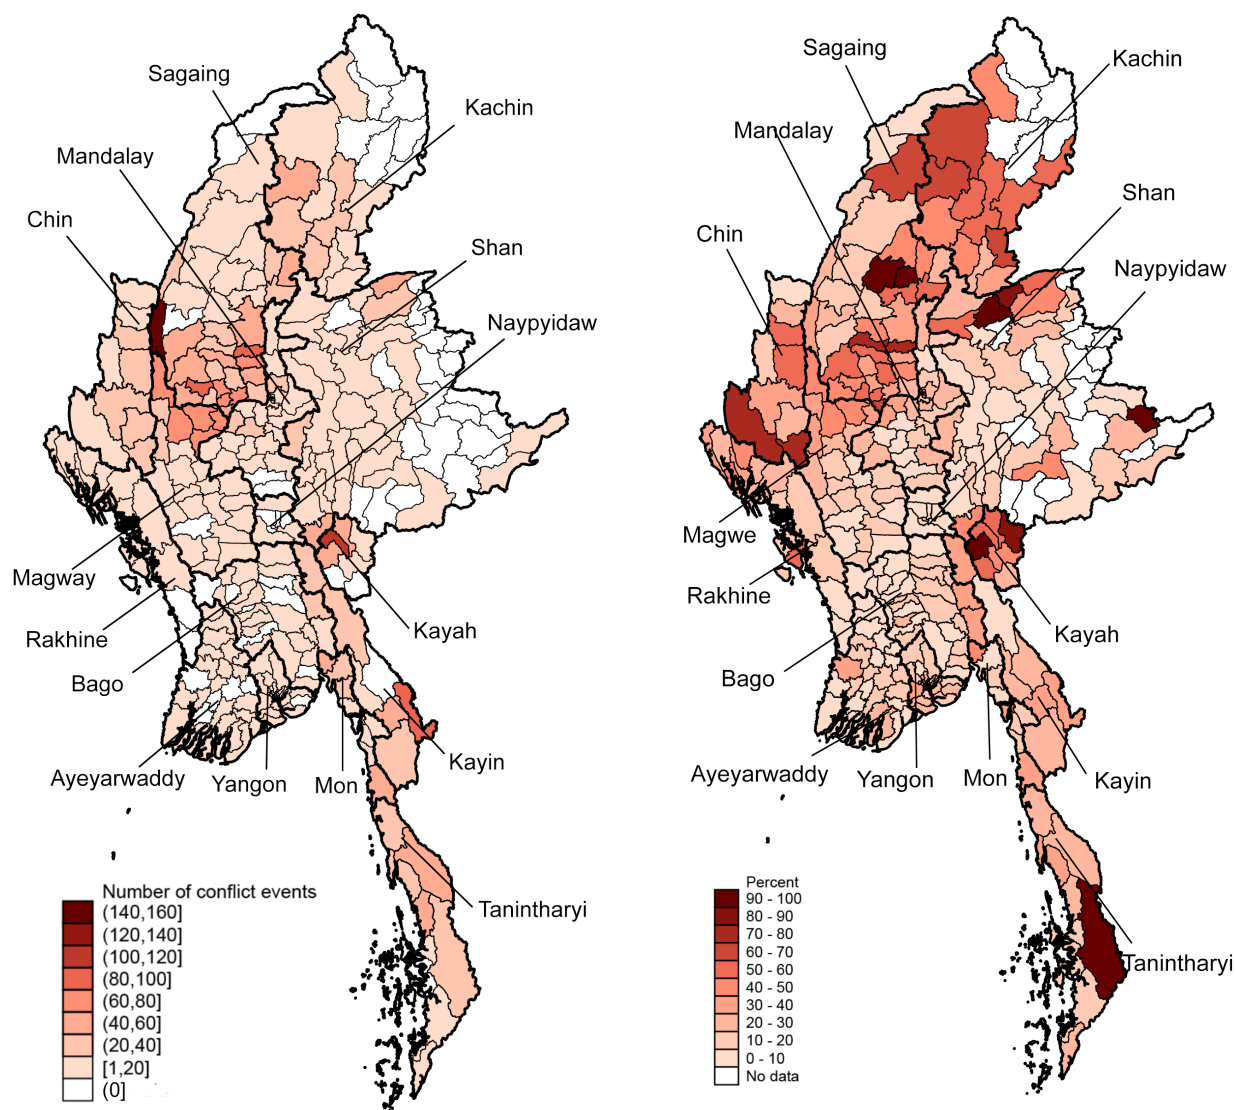 Sagaing
Kachin
Mandalay
Chin
Shan
Naypyidaw
Magway
Rakhine
Kayah
Bago
Kayin
Ayeyarwaddy
Yangon
Mon
Tanintharyi
Number of conflict events
(140,160]
(120,140]
(100,120]
(80,100]
(60,80]
(40,60]
(20,40]
[1,20]
(0]
Sagaing
Kachin
Mandalay
Shan
Chin
Naypyidaw
Magwe
Rakhine
Kayah
Bago
Ayeyarwaddy
Yangon
Mon
Kayin
Tanintharyi
Percent
90 - 100
80 - 90
70 - 80
60 - 70
50 - 60
40 - 50
30 - 40
20 - 30
10 - 20
0 - 10
No data